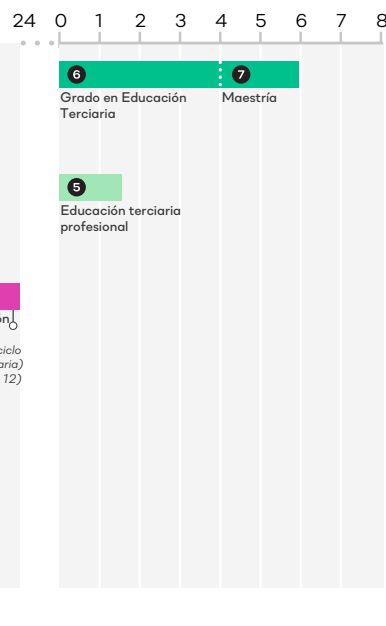 24 0 1 2 3 4 5 6 7 8
6 7
Grado en Educación Maestría
Terciaria
5
Educación terciaria
profesional
ciclo
12)